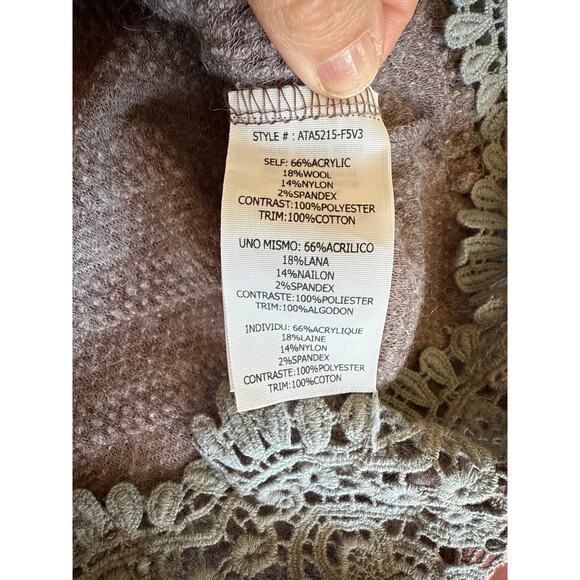 STYLE # : ATA5215-F5V3
SELF: 66%ACRYLIC
18%WOOL
14%NYLON
2%SPANDEX
CONTRAST:100%POLYESTER
TRIM:100%COTTON
UNO MISMO: 66%ACRILICO
18%LANA
14%NAILON
2%SPANDEX
CONTRASTE:100%POLIESTER
TRIM:100%ALGODON
INDIVIDU: 66%ACRYLIQUE
18%LAINE
14%NYLON
2%SPANDEX
CONTRASTE:100%POLYESTER
TRIM:100%COTON